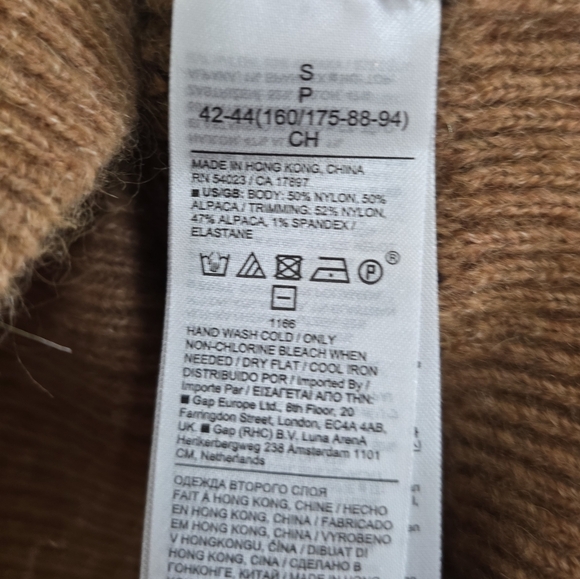 S
P
42-44(160/175-88-94)
CH
MADE IN HONG KONG, CHINA
RN 54023 / CA 17897
■ US/GB: BODY: 50% NYLON, 50%
ALPACA / TRIMMING: 52% NYLON,
47% ALPACA, 1% SPANDEX /
ELASTANE
P ®
1166
HAND WASH COLD / ONLY
NON-CHLORINE BLEACH WHEN
NEEDED / DRY FLAT / COOL IRON
DISTRIBUIDO POR / Imported By /
Importe Par / ΕΙΣΑΓΕΤΑΙ ΑΠΟ ΤΗΝ:
■ Gap Europe Ltd., 6th Floor, 20
Farringdon Street, London, EC4A 4AB,
UK. ■ Gap (RHC) B.V. Luna ArenA
Herikerbergweg 238 Amsterdam 1101
CM, Netherlands
ОДЕЖДА ВТОРОГО СЛОЯ
FAIT À HONG KONG, CHINE / HECHO
EN HONG KONG, CHINA / FABRICADO
EM HONG KONG, CHINA / VYROBENO
V HONGKONGU, ČÍNA / DIBUAT DI
HONG KONG, CINA / СДЕЛАНО В
ГОНКОНГЕ, КИТАЙ / MADE IN HONG